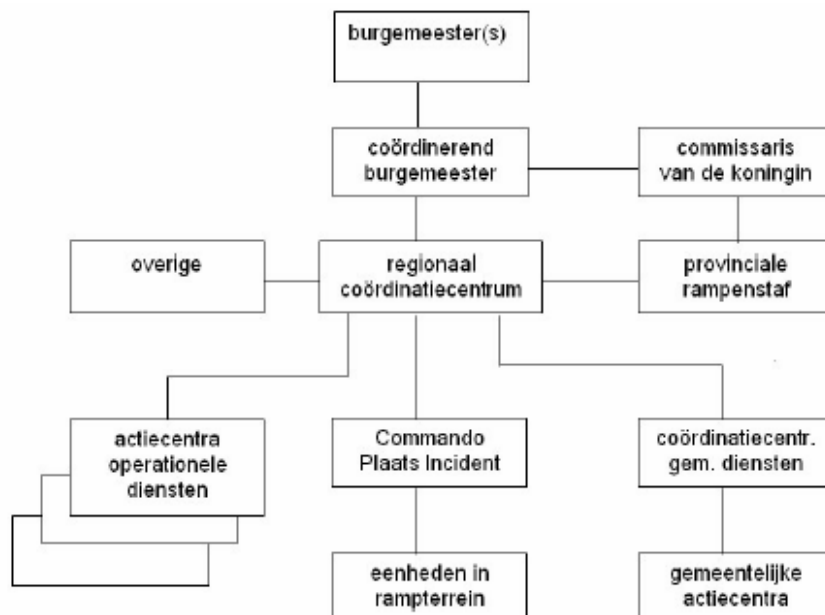 burgemeester(s)
coördinerend
burgemeester
commissaris
van de koningin
overige
regionaal
coördinatiecentrum
provinciale
rampenstaf
actiecentra
operationele
diensten
Commando
Plaats Incident
coördinatiecentr.
gem. diensten
eenheden in
rampterrein
gemeentelijke
actiecentra